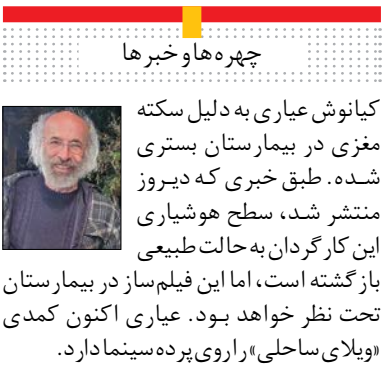 چهره‌ها و خبرها
کیانوش عیاری به دلیل سکته
مغزی در بیمارستان بستری
شده. طبق خبری که دیروز
منتشر شد، سطح هوشیاری
این کارگردان به حالت طبیعی
بازگشته است، اما این فیلم‌ساز در بیمارستان
تحت نظر خواهد بود. عیاری اکنون کمدی
«ویلای ساحلی» را روی پرده سینما دارد.